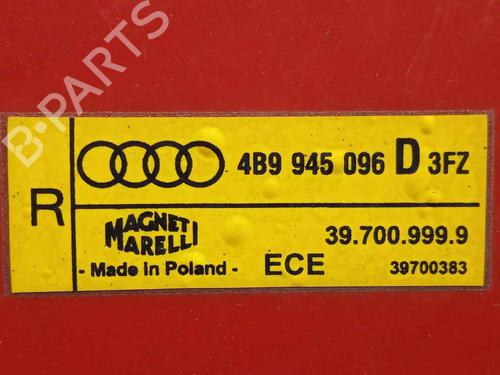 B-PARTS
R
4B9 945 096 D 3FZ
MAGNETI
MARELLI
39.700.999.9
- Made in Poland -
ECE
39700383